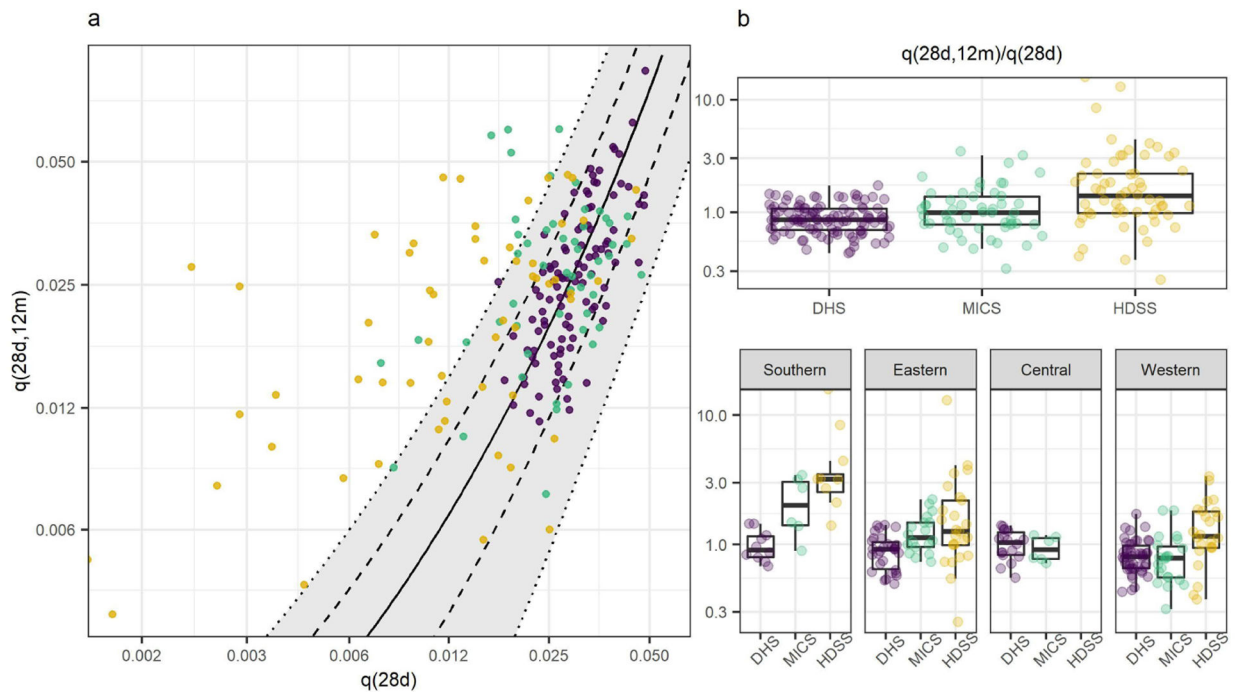 a
q(28d,12m)
0.050
0.025
0.012
0.006
0.002 0.003 0.006 0.012 0.025 0.050
q(28d)
b
q(28d,12m)/q(28d)
10.0
3.0
1.0
0.3
DHS MICS HDSS
Southern Eastern Central Western
10.0
3.0
1.0
0.3
DHS MICS HDSS DHS MICS HDSS DHS MICS HDSS DHS MICS HDSS